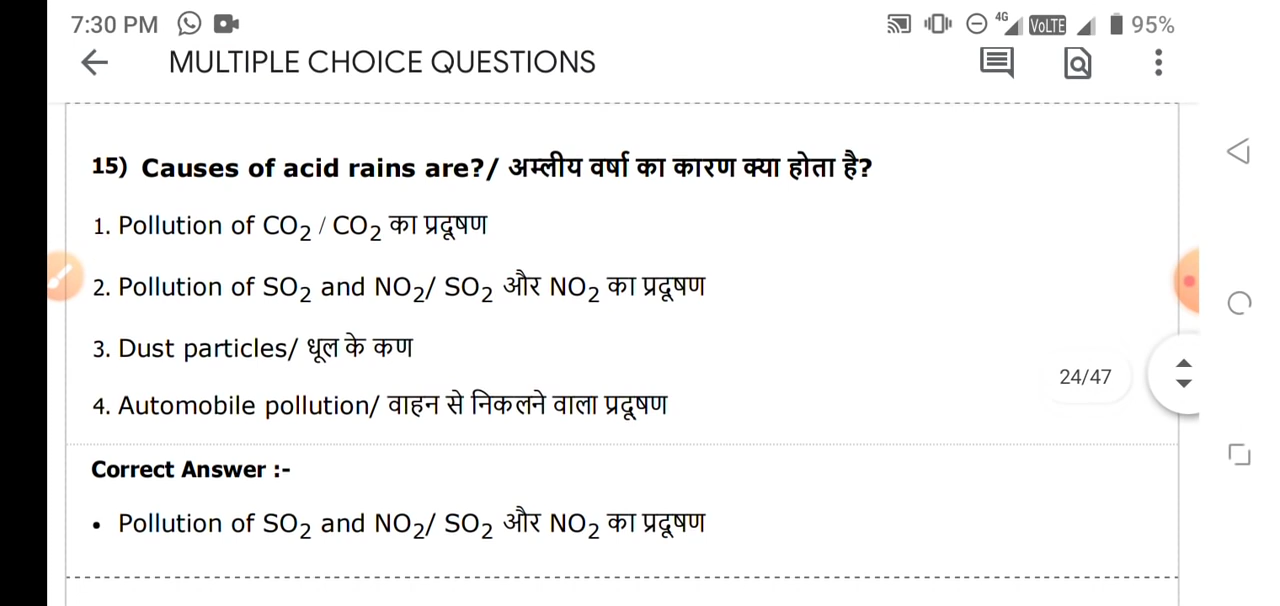 7:30 PM 4G VoLTE 95%
MULTIPLE CHOICE QUESTIONS
15) Causes of acid rains are?/ अम्लीय वर्षा का कारण क्या होता है?
1. Pollution of CO₂ / CO₂ का प्रदूषण
2. Pollution of SO₂ and NO₂/ SO₂ और NO₂ का प्रदूषण
3. Dust particles/ धूल के कण
24/47
4. Automobile pollution/ वाहन से निकलने वाला प्रदूषण
Correct Answer :-
• Pollution of SO₂ and NO₂/ SO₂ और NO₂ का प्रदूषण